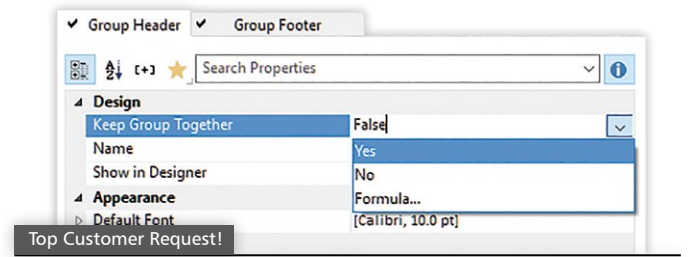 ✔ Group Header ✔ Group Footer
Search Properties
Design
Keep Group Together False
Name Yes
Show in Designer No
Appearance Formula...
Default Font [Calibri, 10.0 pt]
Top Customer Request!